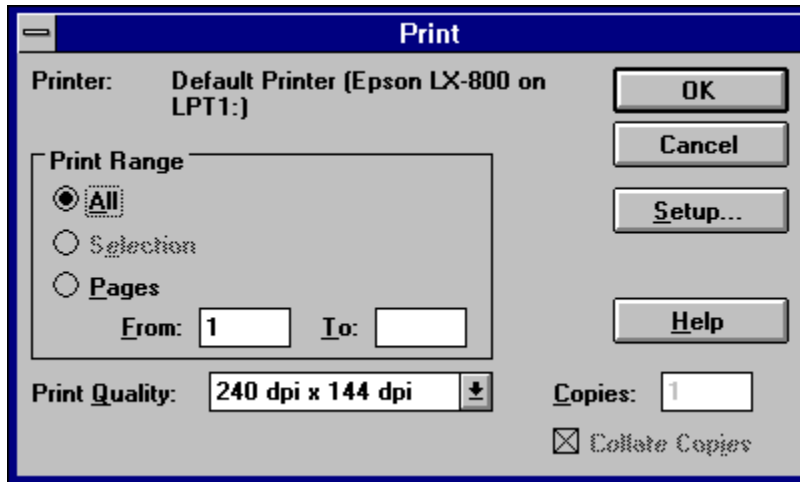 Print
Printer: Default Printer (Epson LX-800 on
LPT1:)
OK
Cancel
Print Range
All
Setup...
Selection
Pages
From: 1 To:
Help
Print Quality: 240 dpi x 144 dpi
Copies: 1
Collate Copies